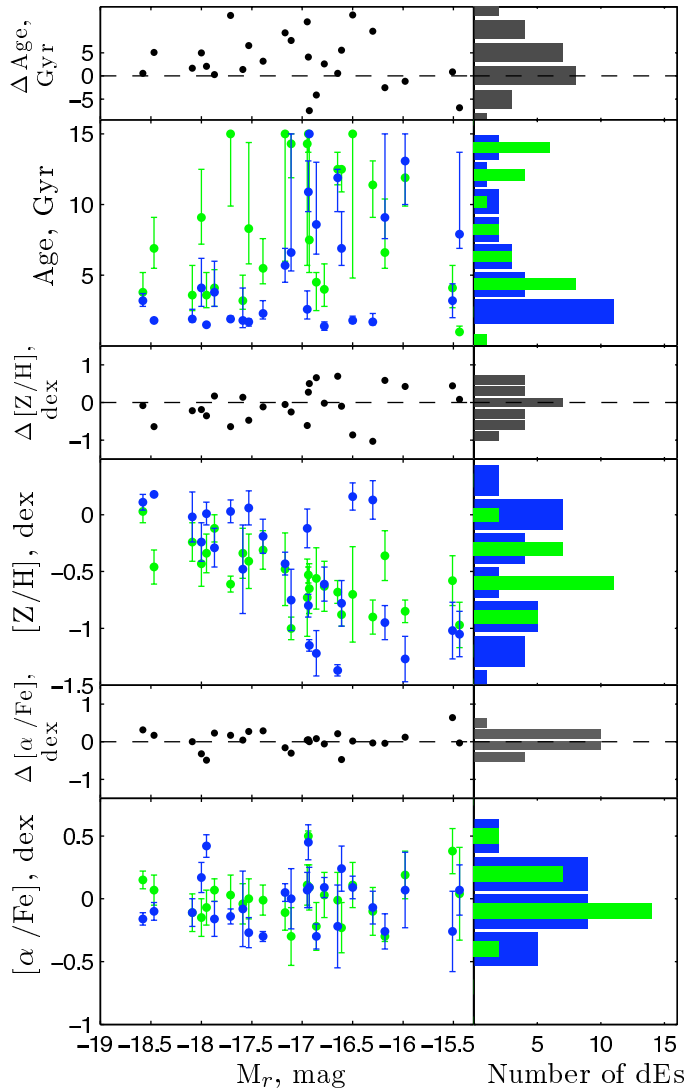 Δ Age, Gyr
5
0
−5
Age, Gyr
15
10
5
Δ [Z/H], dex
1
0
−1
[Z/H], dex
0
−0.5
−1
−1.5
Δ [α/Fe], dex
1
0
−1
[α/Fe], dex
0.5
0
−0.5
−1
−19 −18.5 −18 −17.5 −17 −16.5 −16 −15.5
5 10 15
M_r, mag
Number of dEs